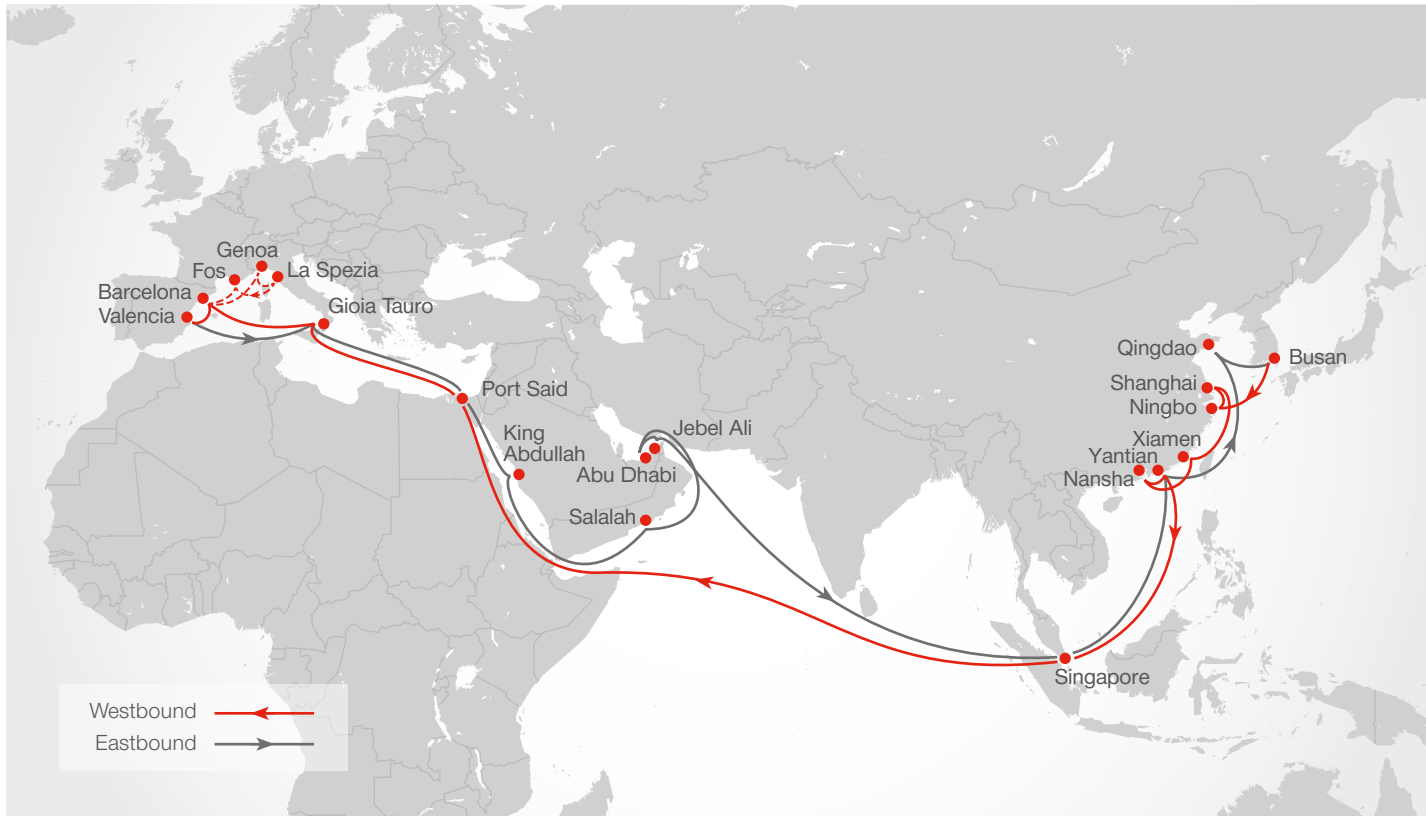 Genoa
Fos
La Spezia
Barcelona
Valencia
Gioia Tauro
Port Said
King
Abdullah
Jebel Ali
Abu Dhabi
Salalah
Qingdao
Busan
Shanghai
Ningbo
Xiamen
Yantian
Nansha
Singapore
Westbound
Eastbound